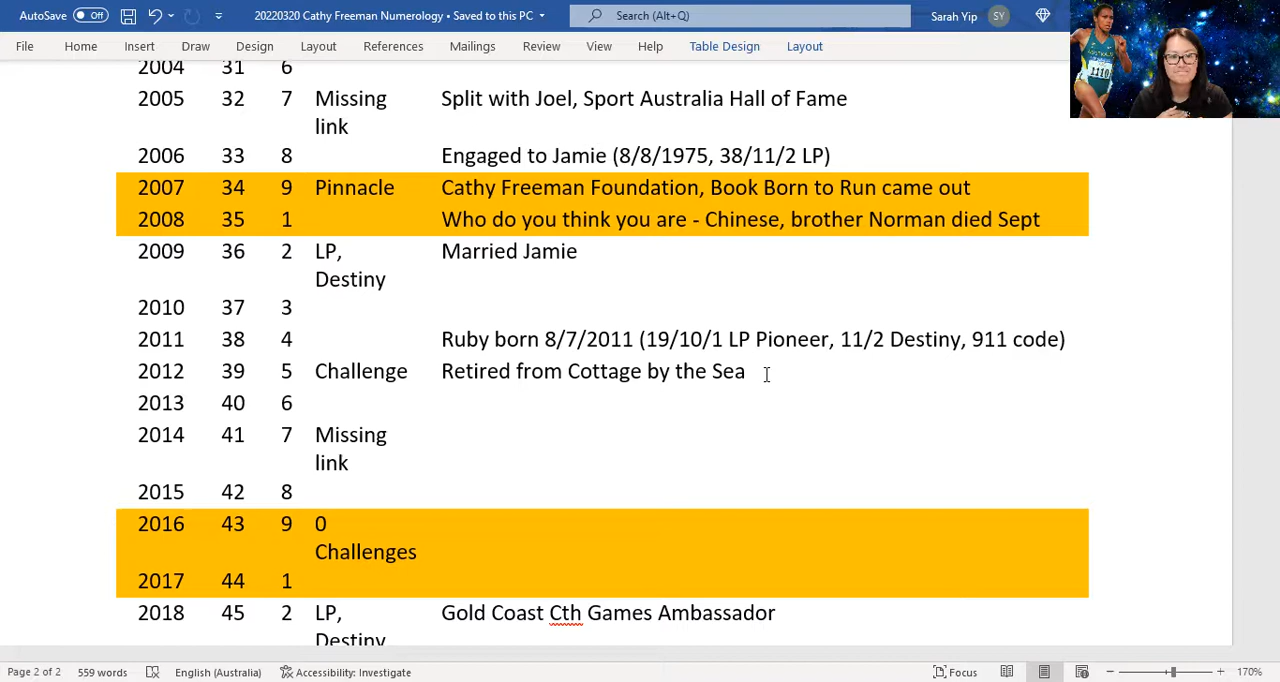 AutoSave Off 20220320 Cathy Freeman Numerology • Saved to this PC Search (Alt+Q) Sarah Yip SY
File Home Insert Draw Design Layout References Mailings Review View Help Table Design Layout
2004 31 6
2005 32 7 Missing link Split with Joel, Sport Australia Hall of Fame
2006 33 8 Engaged to Jamie (8/8/1975, 38/11/2 LP)
2007 34 9 Pinnacle Cathy Freeman Foundation, Book Born to Run came out
2008 35 1 Who do you think you are - Chinese, brother Norman died Sept
2009 36 2 LP, Destiny Married Jamie
2010 37 3
2011 38 4 Ruby born 8/7/2011 (19/10/1 LP Pioneer, 11/2 Destiny, 911 code)
2012 39 5 Challenge Retired from Cottage by the Sea
2013 40 6
2014 41 7 Missing link
2015 42 8
2016 43 9 0 Challenges
2017 44 1
2018 45 2 LP, Destiny Gold Coast Cth Games Ambassador
Page 2 of 2 559 words English (Australia) Accessibility: Investigate Focus 170%
1110